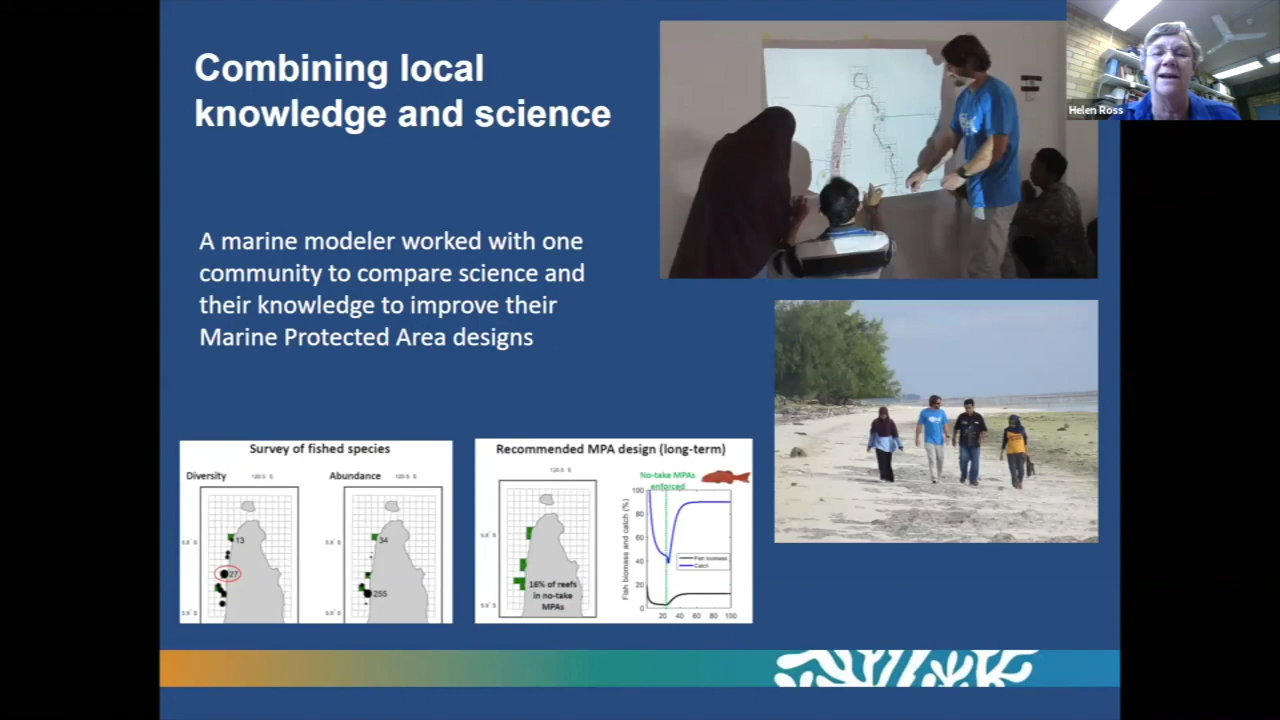 Combining local
knowledge and science
Helen Ross
A marine modeler worked with one
community to compare science and
their knowledge to improve their
Marine Protected Area designs
Survey of fished species
Diversity
Abundance
13
27
34
255
Recommended MPA design (long-term)
16% of reefs
in no-take
MPAs
No-take MPAs
enforced
Fish biomass and catch (%)
100
80
60
40
20
0
Fish biomass
Catch
20 40 60 80 100